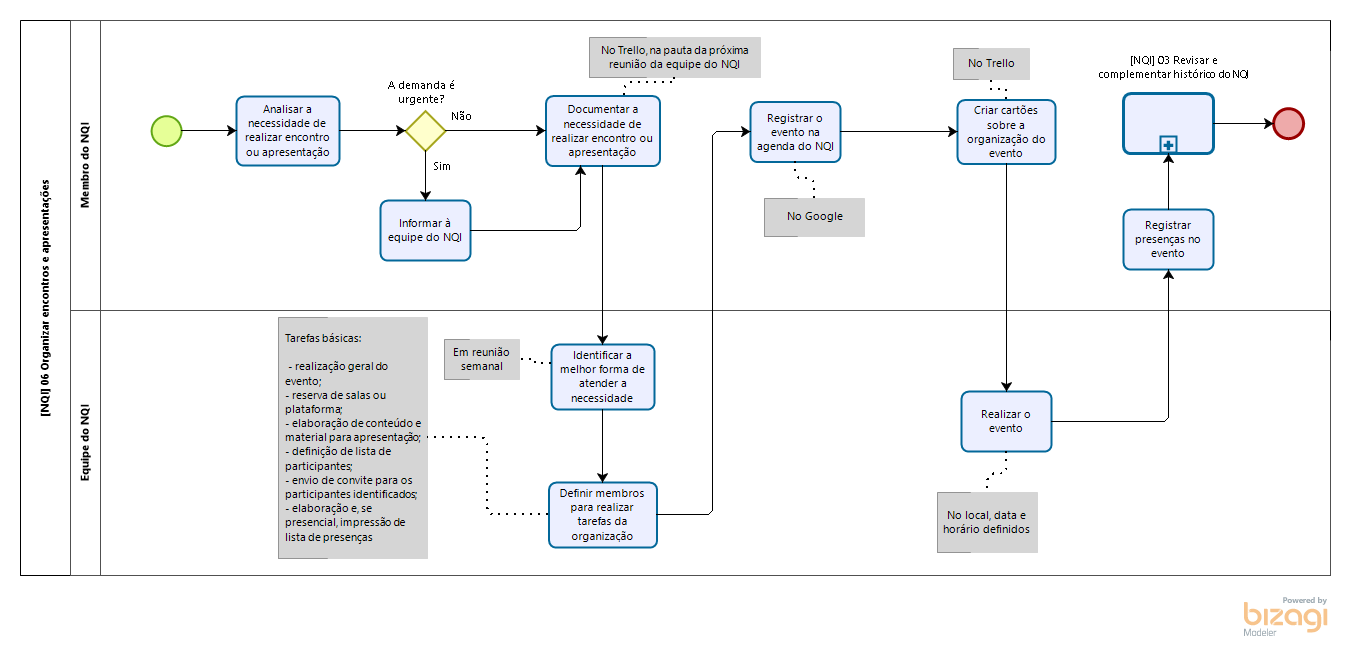 [NQI] 06 Organizar encontros e apresentações
Membro do NQI
Analisar a
necessidade de
realizar encontro
ou apresentação
A demanda é
urgente?
Não
Sim
Informar à
equipe do NQI
No Trello, na pauta da próxima
reunião da equipe do NQI
Documentar a
necessidade de
realizar encontro ou
apresentação
Registrar o
evento na
agenda do NQI
No Google
No Trello
Criar cartões
sobre a
organização do
evento
[NQI] 03 Revisar e
complementar histórico do NQI
Registrar
presenças no
evento
Equipe do NQI
Tarefas básicas:
- realização geral do
evento;
- reserva de salas ou
plataforma;
- elaboração de conteúdo e
material para apresentação;
- definição de lista de
participantes;
- envio de convite para os
participantes identificados;
- elaboração e, se
presencial, impressão de
lista de presenças
Em reunião
semanal
Identificar a
melhor forma de
atender a
necessidade
Definir membros
para realizar
tarefas da
organização
Realizar o
evento
No local, data e
horário definidos
Powered by
bizagi
Modeler